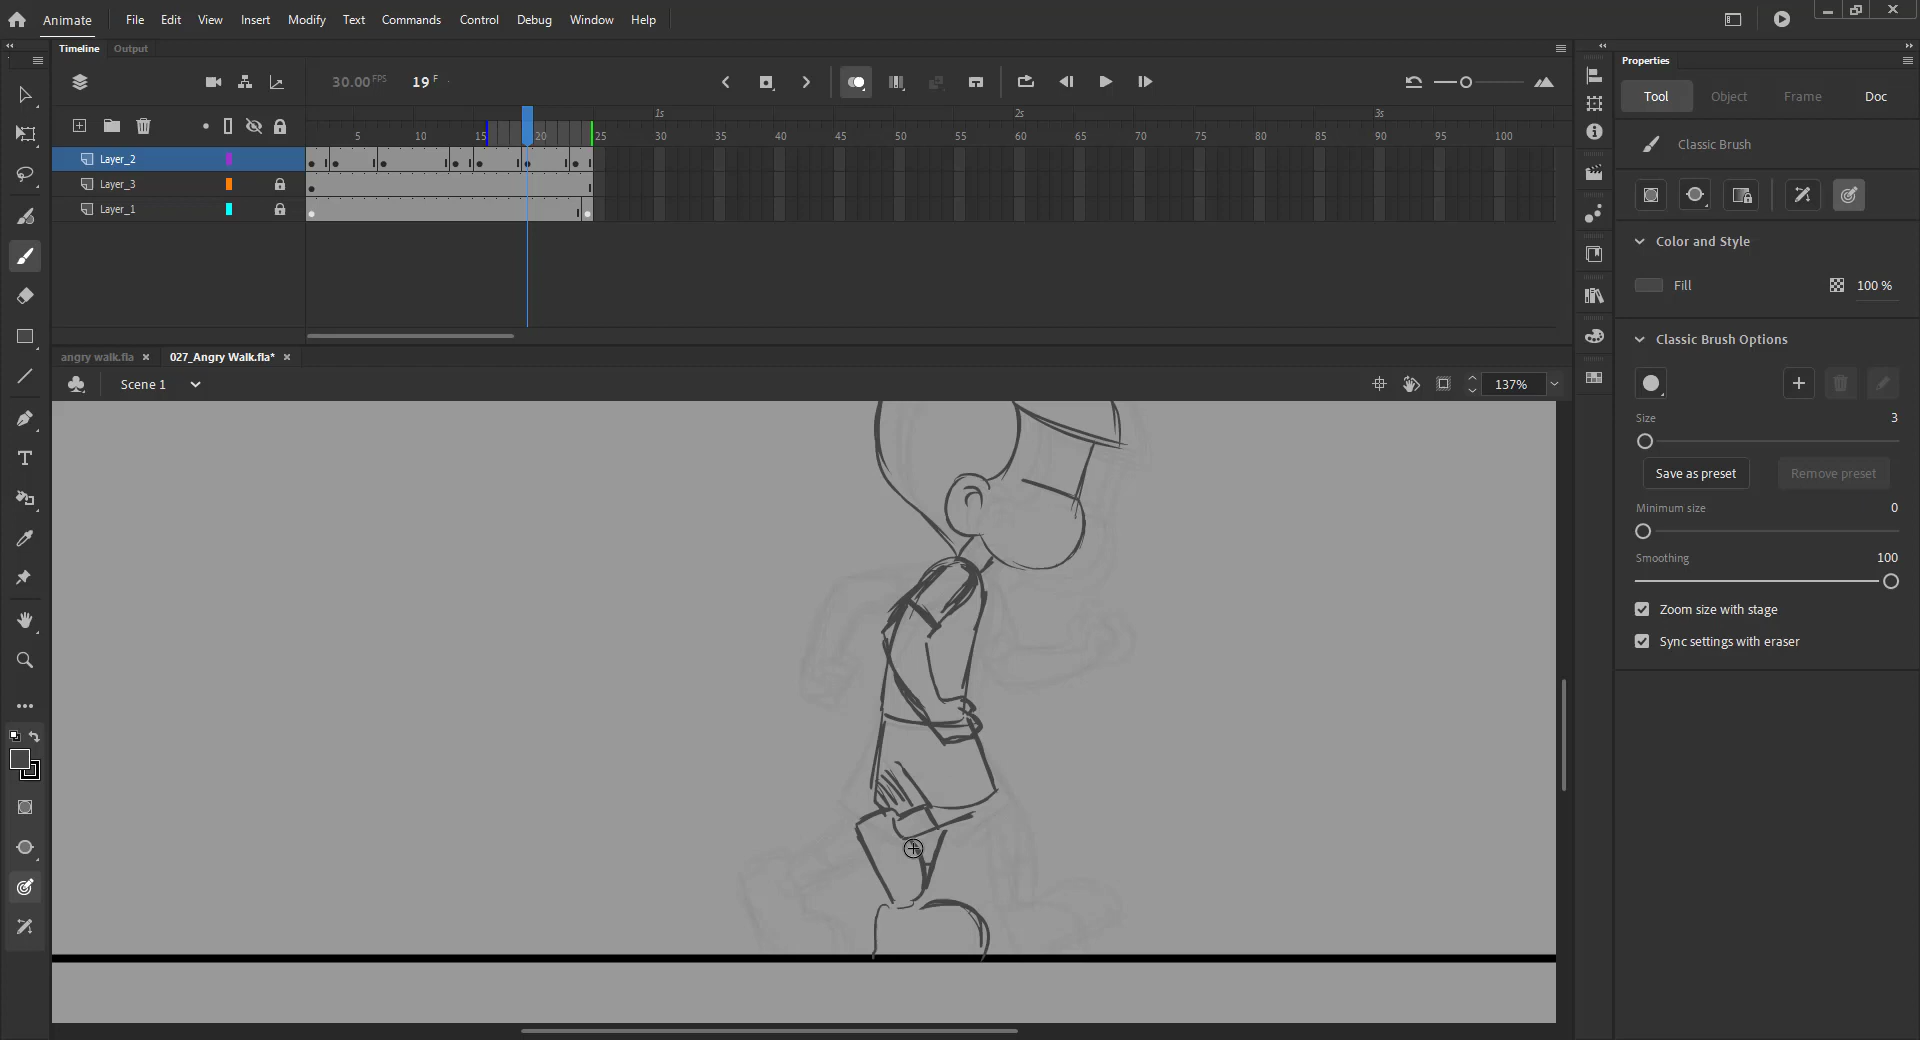 Animate File Edit View Insert Modify Text Commands Control Debug Window Help
Timeline Output
Properties
30.00 FPS 19 F
Tool Object Frame Doc
1s 2s 3s
5 10 15 20 25 30 35 40 45 50 55 60 65 70 75 80 85 90 95 100
Classic Brush
Layer_2
Layer_3
Layer_1
Color and Style
Fill 100 %
Classic Brush Options
angry walk.fla 027_Angry Walk.fla*
Scene 1 137%
Size 3
Save as preset Remove preset
Minimum size 0
Smoothing 100
Zoom size with stage
Sync settings with eraser